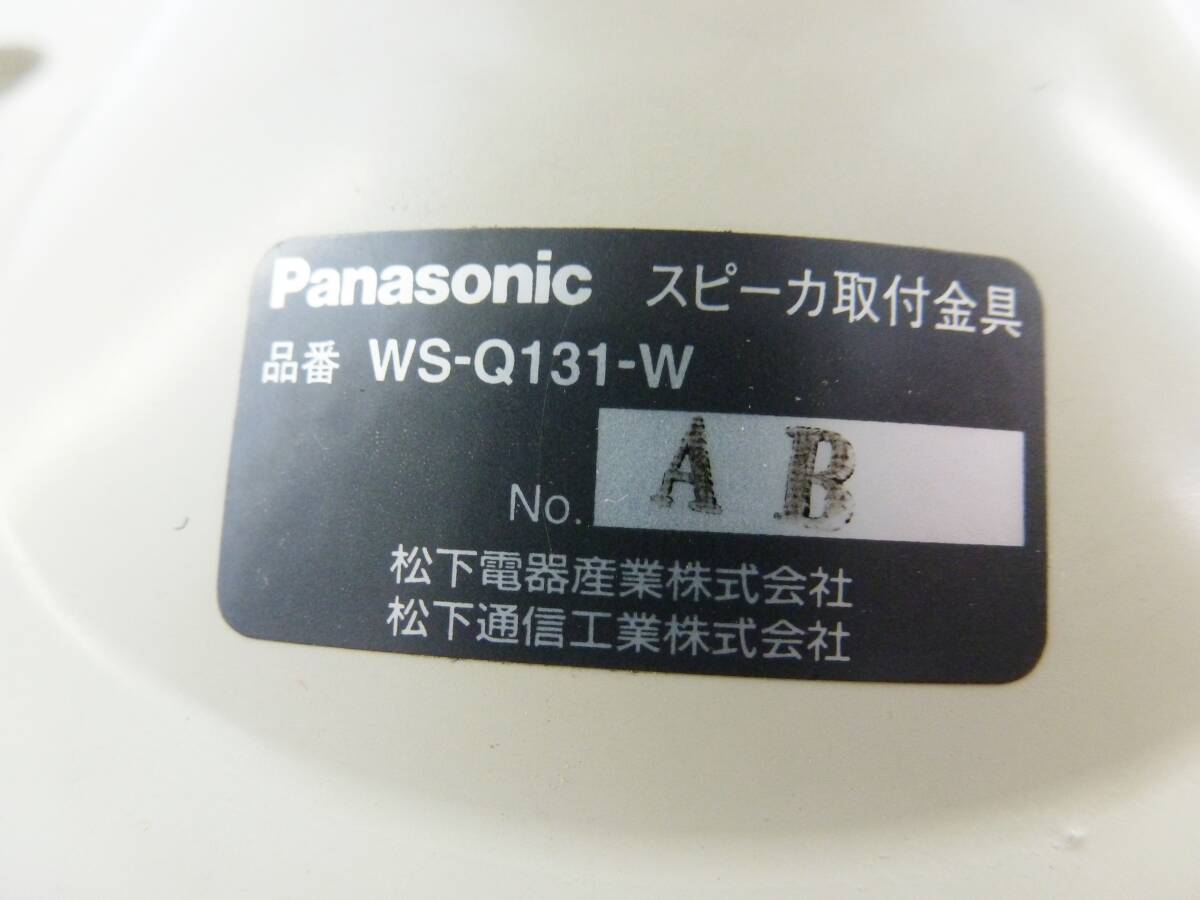 Panasonic スピーカ取付金具
品番 WS-Q131-W
No. A B
松下電器産業株式会社
松下通信工業株式会社